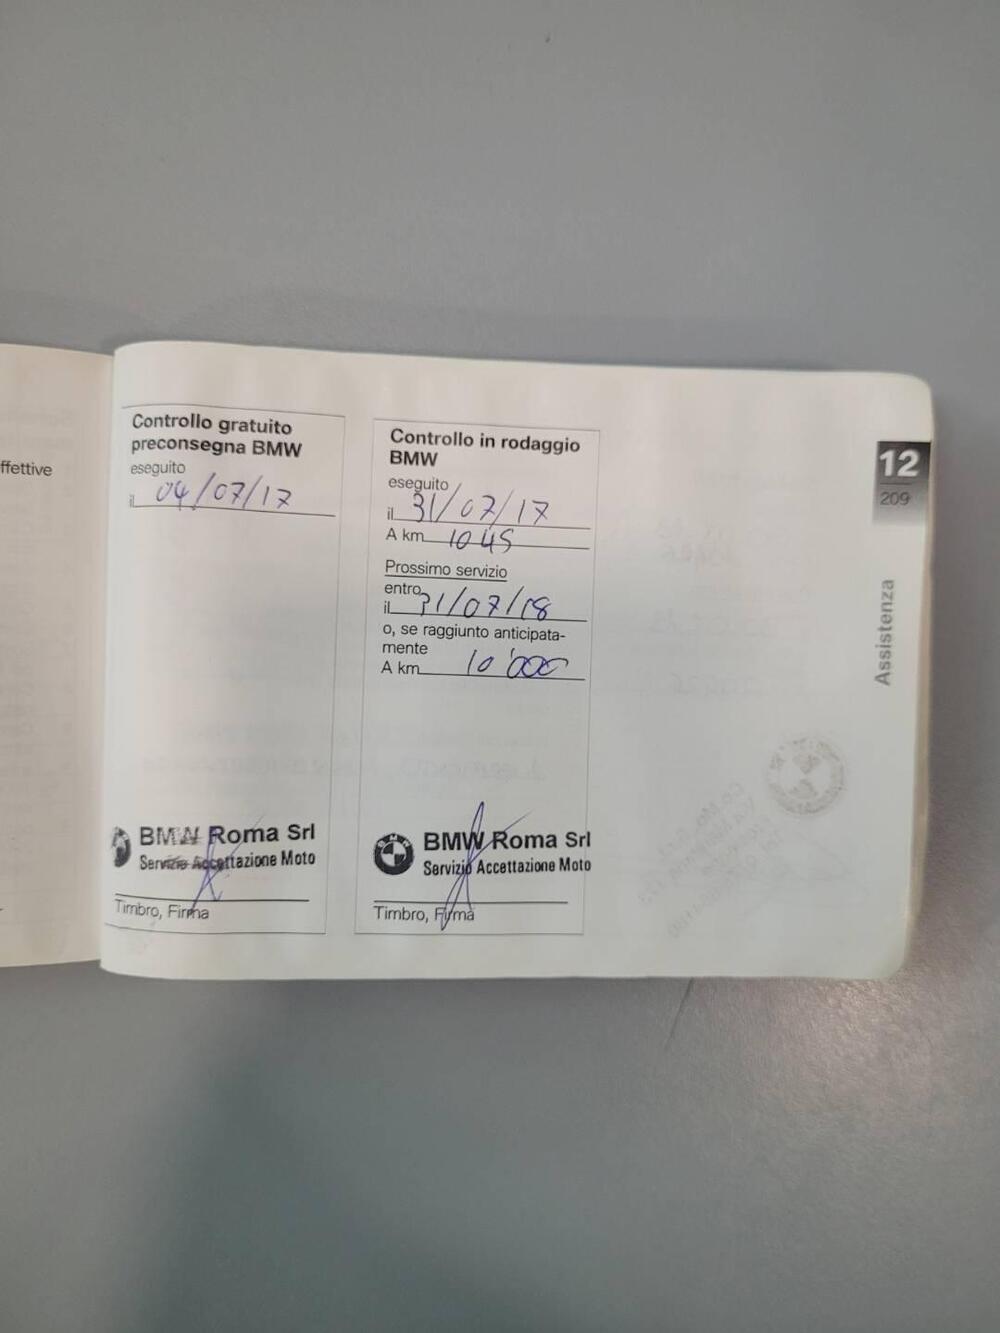 ffettive
Controllo gratuito
preconsegna BMW
eseguito
il 04/07/17
BMW Roma Srl
Servizio Accettazione Moto
Timbro, Firma
Controllo in rodaggio
BMW
eseguito
il 31/07/17
A km 1045
Prossimo servizio
entro
il 31/07/18
o, se raggiunto anticipata-
mente
A km 10'000
BMW Roma Srl
Servizio Accettazione Moto
Timbro, Firma
12
209
Assistenza